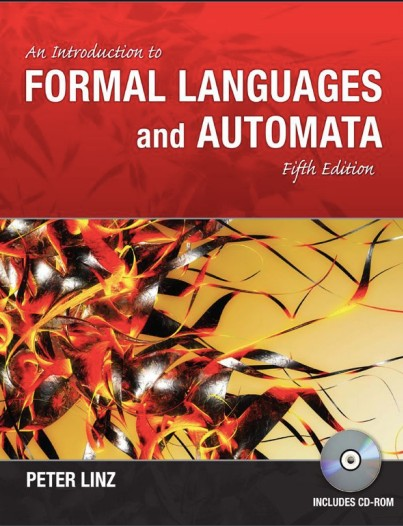 An Introduction to
FORMAL LANGUAGES
and AUTOMATA
Fifth Edition
PETER LINZ
INCLUDES CD-ROM